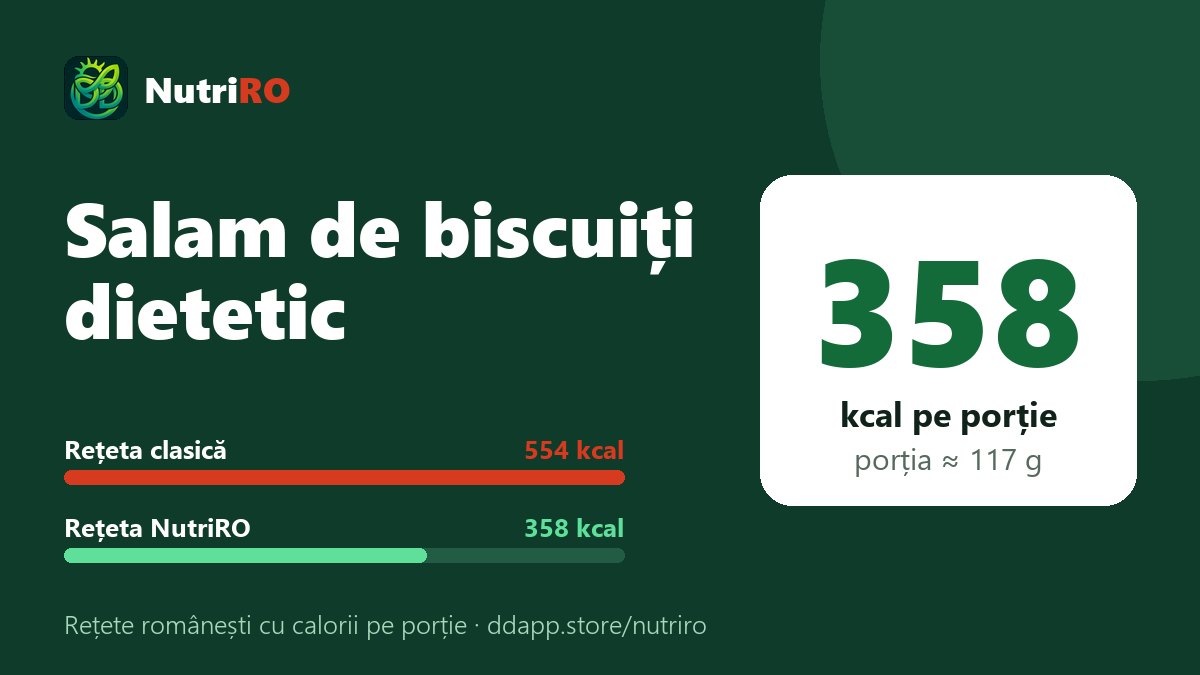 NutriRO
Salam de biscuiți
dietetic
358
kcal pe porție
porția ≈ 117 g
Rețeta clasică 554 kcal
Rețeta NutriRO 358 kcal
Rețete românești cu calorii pe porție · ddapp.store/nutriro